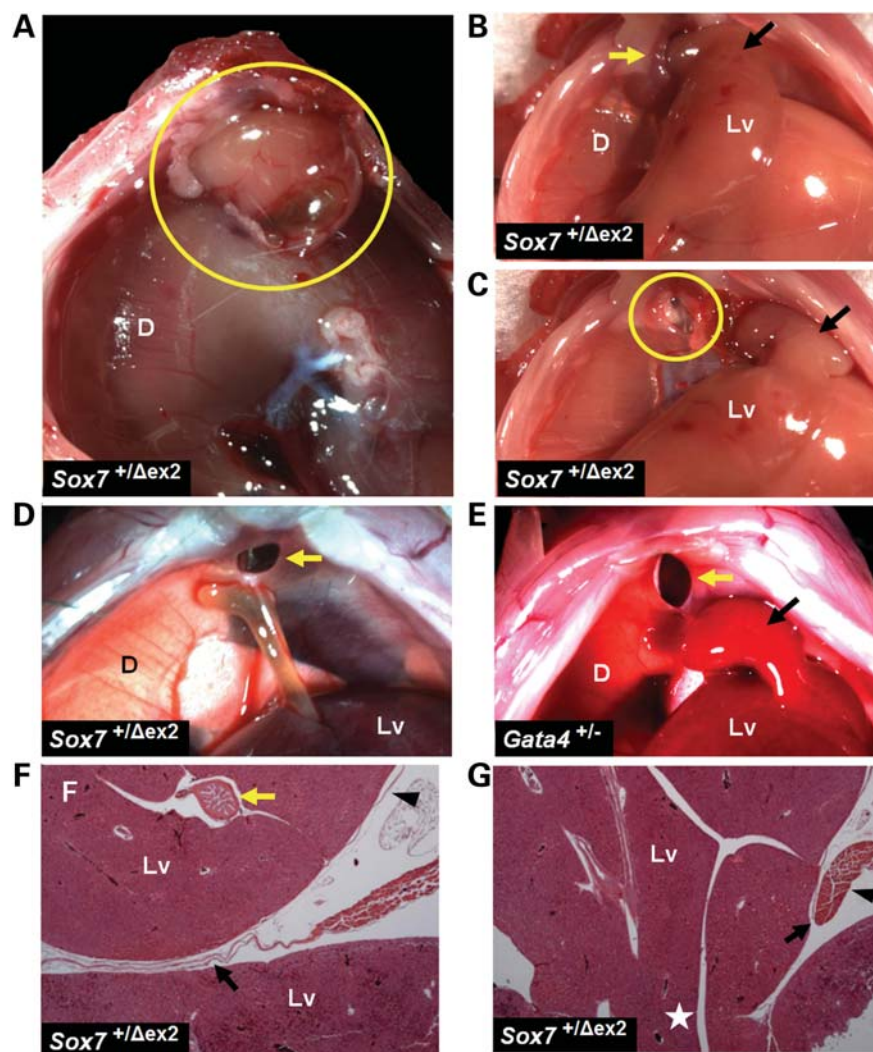 A
D
Sox7 +/Δex2
B
D
Lv
Sox7 +/Δex2
C
Lv
Sox7 +/Δex2
D
D
Lv
Sox7 +/Δex2
E
D
Lv
Gata4 +/-
F
F
Lv
Lv
Sox7 +/Δex2
G
Lv
Sox7 +/Δex2